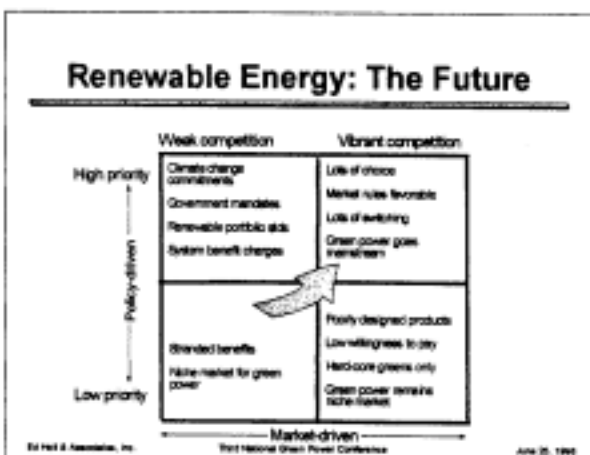 Renewable Energy: The Future
Weak competition
Vibrant competition
High priority
Policy-driven
Low priority
Climate change
commitments
Government mandates
Renewable portfolio stds
System benefit charges
Lots of choice
Market rules favorable
Lots of switching
Green power goes
mainstream
Stranded benefits
Niche market for green
power
Poorly designed products
Low willingness to pay
Hard-core greens only
Green power remains
niche market
Market-driven
Ed Holt & Associates, Inc.
Third National Green Power Conference
June 25,